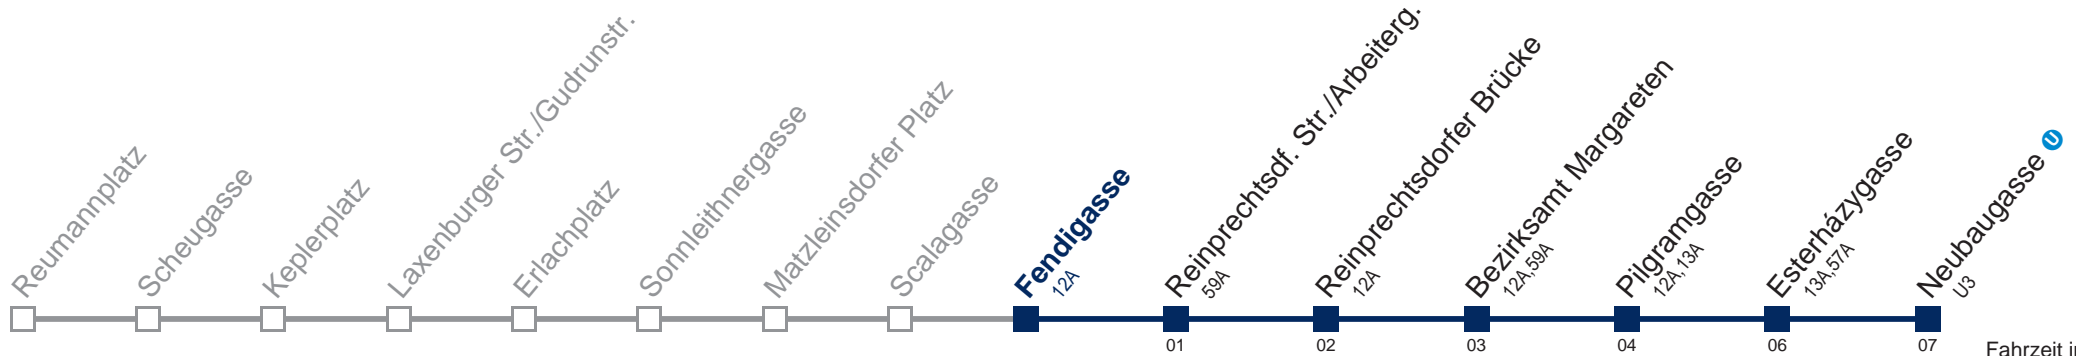 Reumannplatz
Scheugasse
Keplerplatz
Laxenburger Str./Gudrunstr.
Erlachplatz
Sonnleithnergasse
Matzleinsdorfer Platz
Scalagasse
Fendigasse
12A
Reinprechtsdf. Str./Arbeiterg.
59A
Reinprechtsdorfer Brücke
12A
Bezirksamt Margareten
12A,59A
Pilgramgasse
12A,13A
Esterházygasse
13A,57A
Neubaugasse U
U3
01 02 03 04 06 07
Fahrzeit in